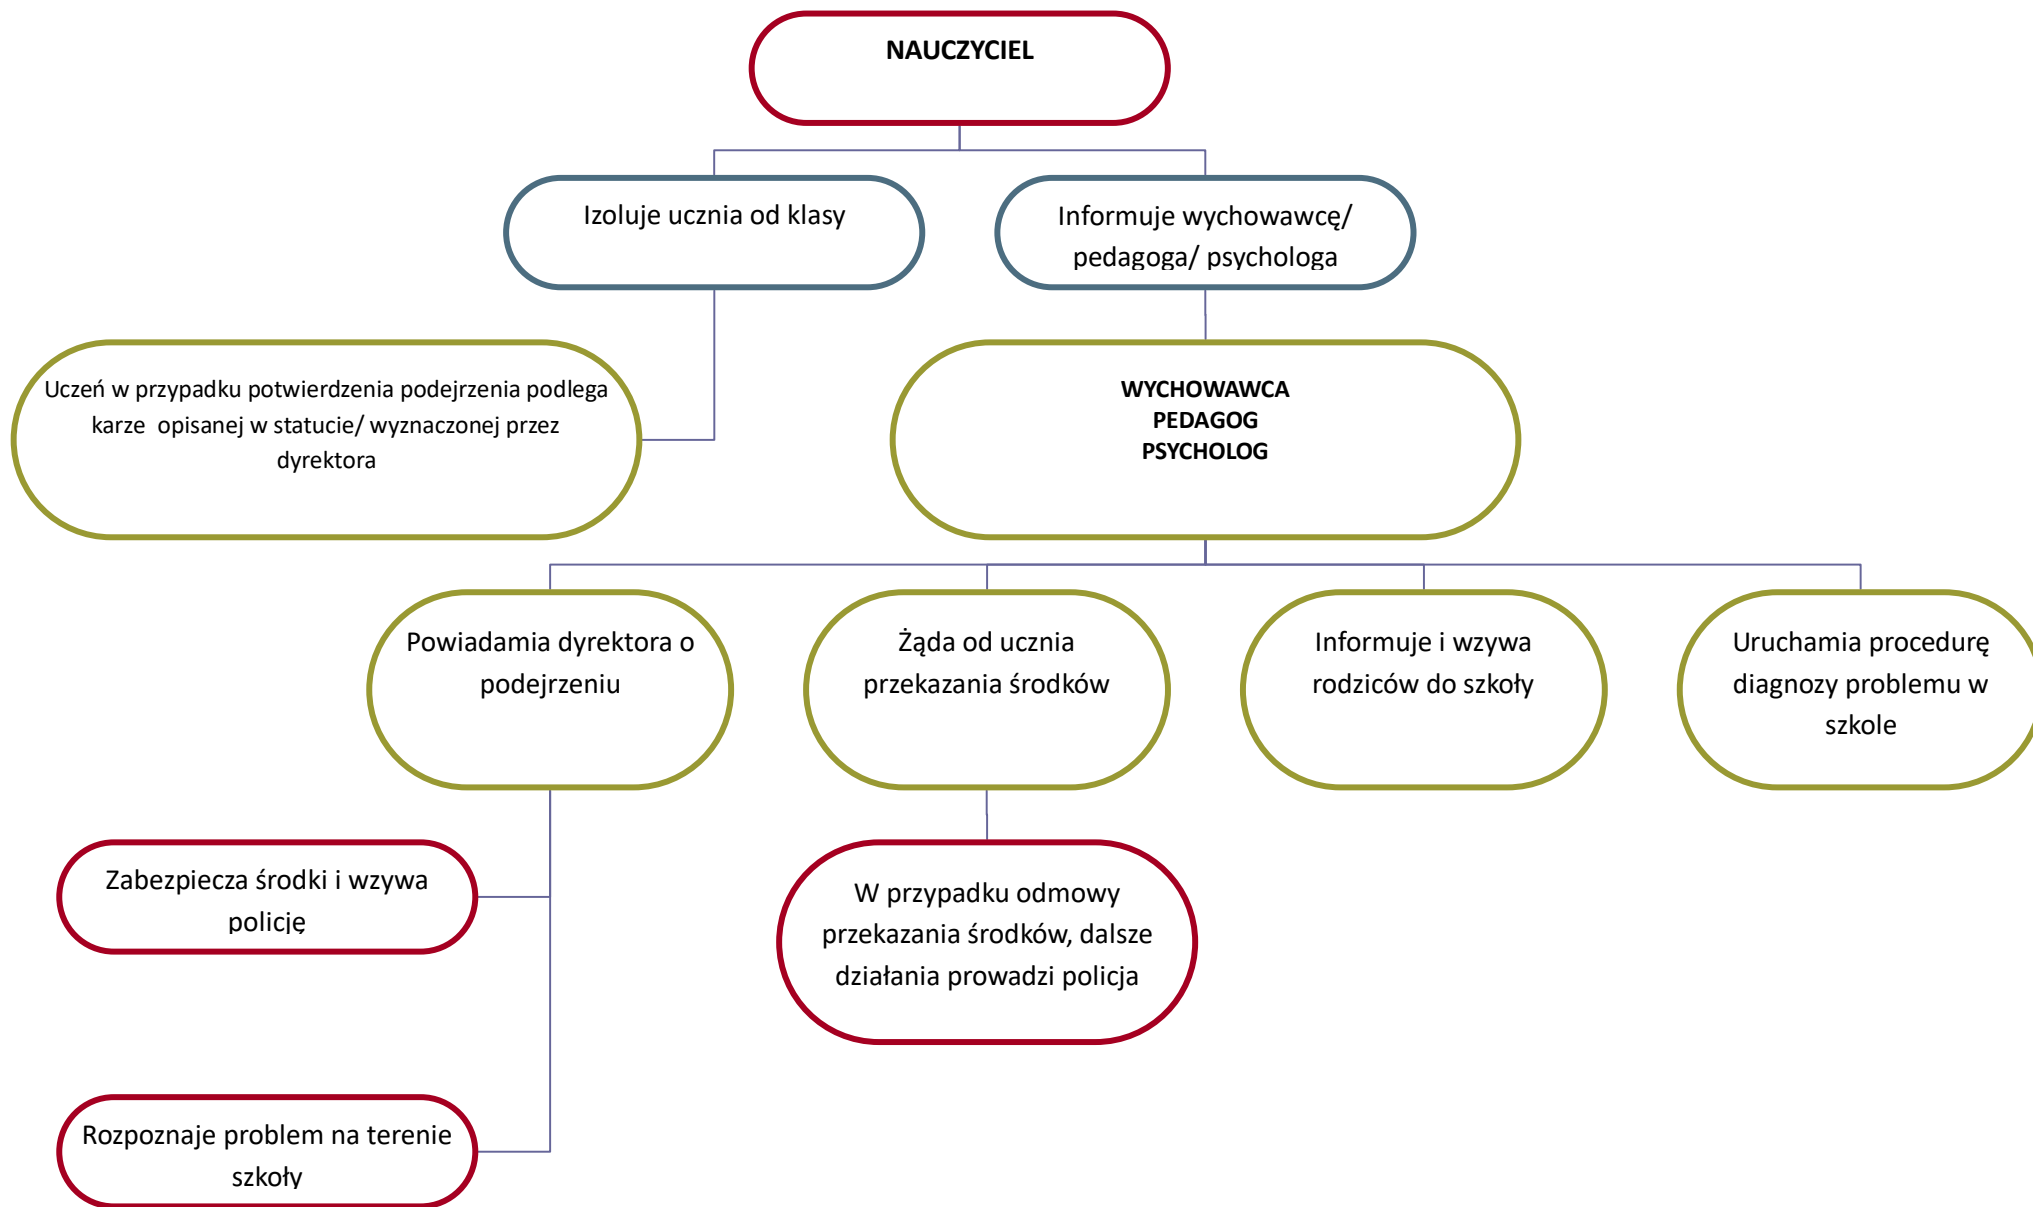 NAUCZYCIEL
Izoluje ucznia od klasy
Informuje wychowawcę/
pedagoga/ psychologa
Uczeń w przypadku potwierdzenia podejrzenia podlega
karze  opisanej w statucie/ wyznaczonej przez
dyrektora
WYCHOWAWCA
PEDAGOG
PSYCHOLOG
Powiadamia dyrektora o
podejrzeniu
Żąda od ucznia
przekazania środków
Informuje i wzywa
rodziców do szkoły
Uruchamia procedurę
diagnozy problemu w
szkole
Zabezpiecza środki i wzywa
policję
W przypadku odmowy
przekazania środków, dalsze
działania prowadzi policja
Rozpoznaje problem na terenie
szkoły